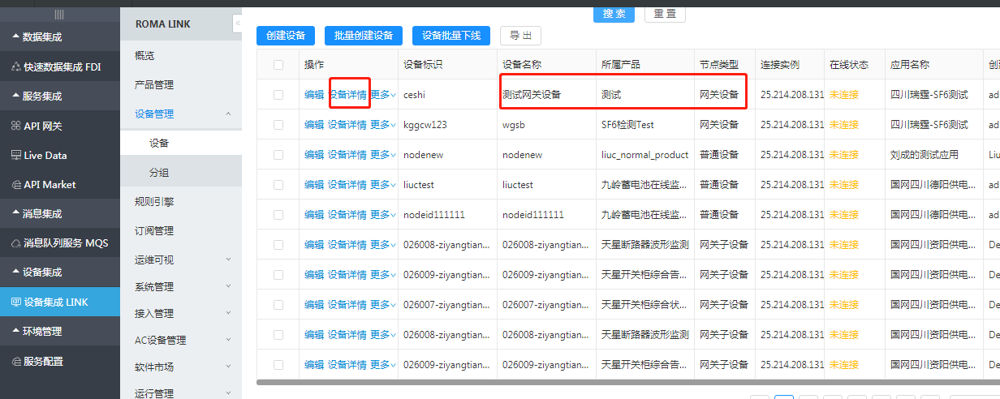 数据集成
快速数据集成 FDI
服务集成
API 网关
Live Data
API Market
消息集成
消息队列服务 MQS
设备集成
设备集成 LINK
环境管理
服务配置
ROMA LINK
概览
产品管理
设备管理
设备
分组
规则引擎
订阅管理
运维可视
系统管理
接入管理
AC设备管理
软件市场
运行管理
搜 索 重 置
创建设备 批量创建设备 设备批量下线 导 出
操作 设备标识 设备名称 所属产品 节点类型 连接实例 在线状态 应用名称 创
编辑 设备详情 更多 ceshi 测试网关设备 测试 网关设备 25.214.208.131 未连接 四川瑞霆-SF6测试 ad
编辑 设备详情 更多 kggcw123 wgsb SF6检测Test 网关设备 25.214.208.131 未连接 四川瑞霆-SF6测试 ad
编辑 设备详情 更多 nodenew nodenew liuc_normal_product 普通设备 25.214.208.131 未连接 刘成的测试应用 Liu
编辑 设备详情 更多 liuctest liuctest 九岭蓄电池在线监... 普通设备 25.214.208.131 未连接 国网四川德阳供电... ad
编辑 设备详情 更多 nodeid111111 nodeid111111 九岭蓄电池在线监... 普通设备 25.214.208.131 未连接 国网四川德阳供电... ad
编辑 设备详情 更多 026008-ziyangtian... 026008-ziyangtian... 天星断路器波形监测 网关子设备 25.214.208.131 未连接 国网四川资阳供电... De
编辑 设备详情 更多 026009-ziyangtian... 026009-ziyangtian... 天星开关柜综合告... 网关子设备 25.214.208.131 未连接 国网四川资阳供电... De
编辑 设备详情 更多 026007-ziyangtian... 026007-ziyangtian... 天星开关柜综合状... 网关子设备 25.214.208.131 未连接 国网四川资阳供电... De
编辑 设备详情 更多 026009-ziyangtian... 026009-ziyangtian... 天星断路器波形监测 网关子设备 25.214.208.131 未连接 国网四川资阳供电... De
编辑 设备详情 更多 026009-ziyangtian... 026009-ziyangtian... 天星开关柜综合告... 网关子设备 25.214.208.131 未连接 国网四川资阳供电... De